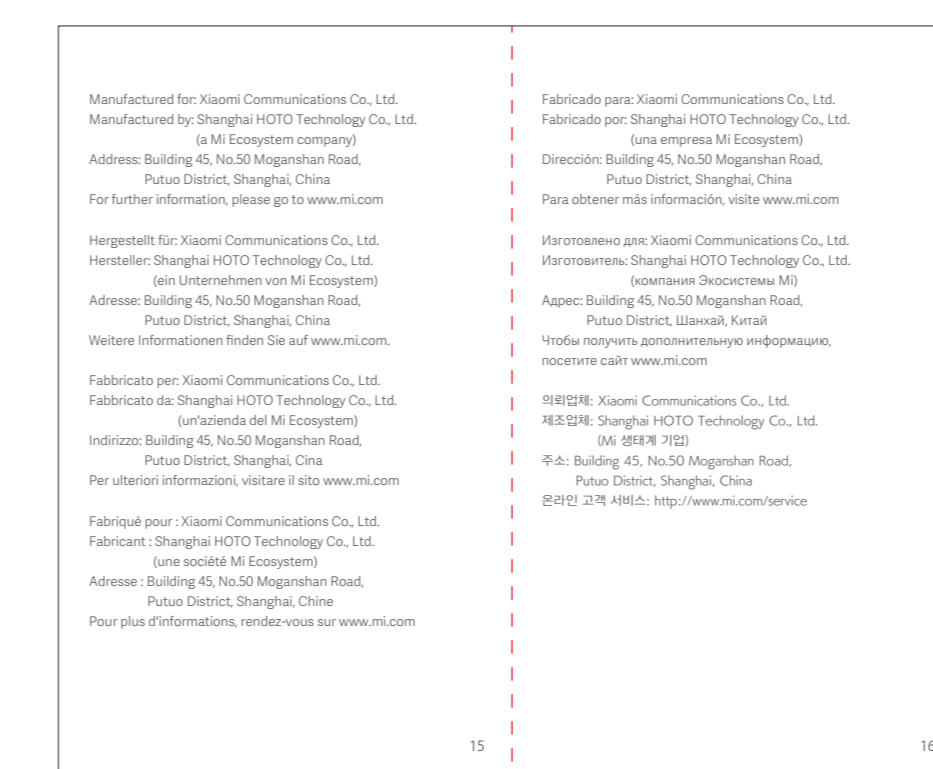 Manufactured for: Xiaomi Communications Co., Ltd.
Manufactured by: Shanghai HOTO Technology Co., Ltd.
(a Mi Ecosystem company)
Address: Building 45, No.50 Moganshan Road,
Putuo District, Shanghai, China
For further information, please go to www.mi.com
Hergestellt für: Xiaomi Communications Co., Ltd.
Hersteller: Shanghai HOTO Technology Co., Ltd.
(ein Unternehmen von Mi Ecosystem)
Adresse: Building 45, No.50 Moganshan Road,
Putuo District, Shanghai, China
Weitere Informationen finden Sie auf www.mi.com.
Fabbricato per: Xiaomi Communications Co., Ltd.
Fabbricato da: Shanghai HOTO Technology Co., Ltd.
(un'azienda del Mi Ecosystem)
Indirizzo: Building 45, No.50 Moganshan Road,
Putuo District, Shanghai, Cina
Per ulteriori informazioni, visitare il sito www.mi.com
Fabriqué pour : Xiaomi Communications Co., Ltd.
Fabricant : Shanghai HOTO Technology Co., Ltd.
(une société Mi Ecosystem)
Adresse : Building 45, No.50 Moganshan Road,
Putuo District, Shanghai, Chine
Pour plus d'informations, rendez-vous sur www.mi.com
15
Fabricado para: Xiaomi Communications Co., Ltd.
Fabricado por: Shanghai HOTO Technology Co., Ltd.
(una empresa Mi Ecosystem)
Dirección: Building 45, No.50 Moganshan Road,
Putuo District, Shanghai, China
Para obtener más información, visite www.mi.com
Изготовлено для: Xiaomi Communications Co., Ltd.
Изготовитель: Shanghai HOTO Technology Co., Ltd.
(компания Экосистемы Mi)
Адрес: Building 45, No.50 Moganshan Road,
Putuo District, Шанхай, Китай
Чтобы получить дополнительную информацию,
посетите сайт www.mi.com
의뢰업체: Xiaomi Communications Co., Ltd.
제조업체: Shanghai HOTO Technology Co., Ltd.
(Mi 생태계 기업)
주소: Building 45, No.50 Moganshan Road,
Putuo District, Shanghai, China
온라인 고객 서비스: http://www.mi.com/service
16